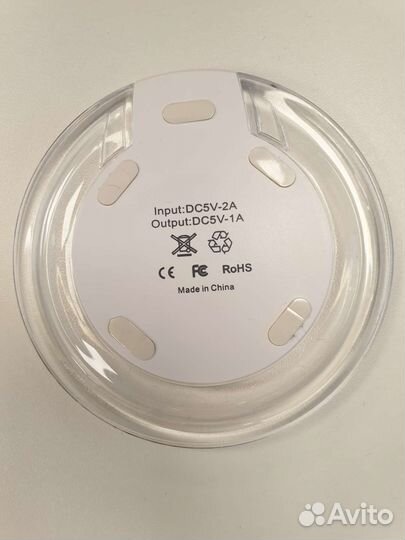 Input:DC5V-2A
Output:DC5V-1A
CE FC RoHS
Made in China
Avito